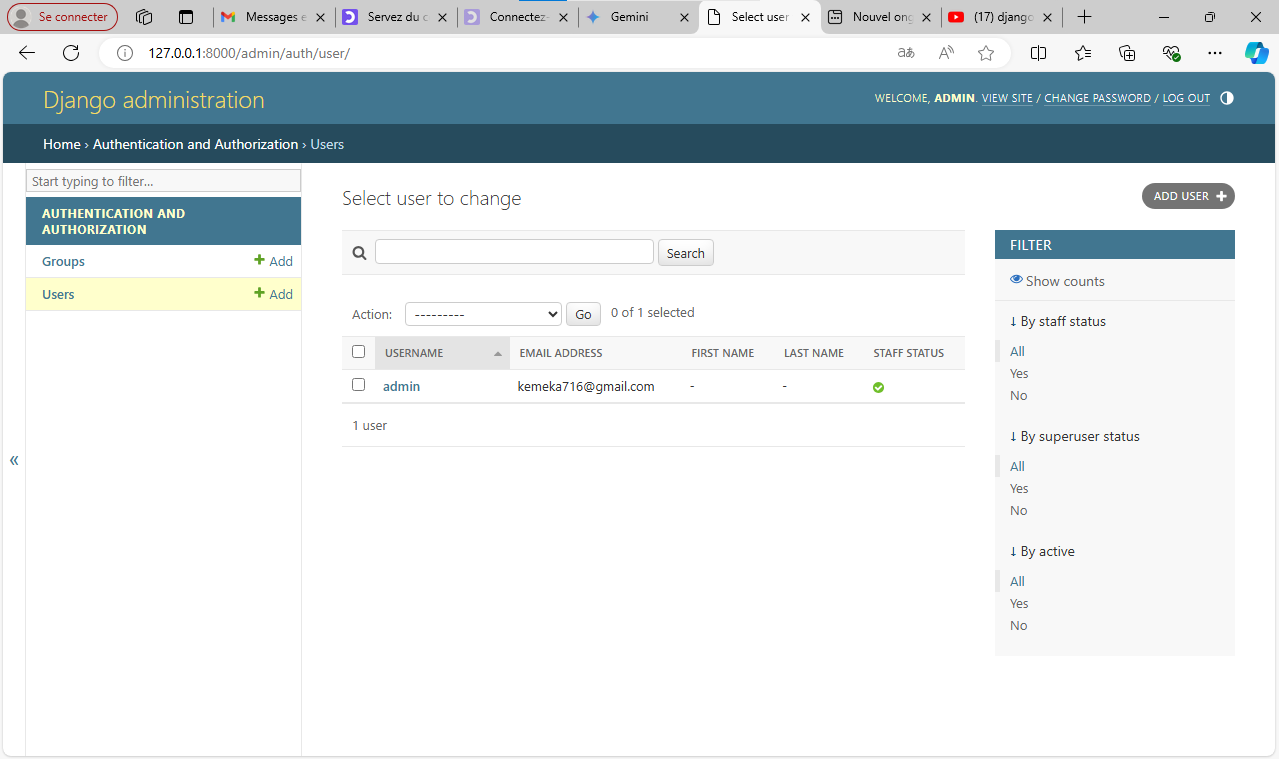 Se connecter
Messages e
Servez du c
Connectez-
Gemini
Select user
Nouvel ong
(17) django
127.0.0.1:8000/admin/auth/user/
Django administration
WELCOME, ADMIN. VIEW SITE / CHANGE PASSWORD / LOG OUT
Home › Authentication and Authorization › Users
Start typing to filter...
AUTHENTICATION AND
AUTHORIZATION
Groups + Add
Users + Add
«
Select user to change
ADD USER +
Search
Action: --------- Go 0 of 1 selected
USERNAME EMAIL ADDRESS FIRST NAME LAST NAME STAFF STATUS
admin kemeka716@gmail.com - -
1 user
FILTER
Show counts
↓ By staff status
All
Yes
No
↓ By superuser status
All
Yes
No
↓ By active
All
Yes
No